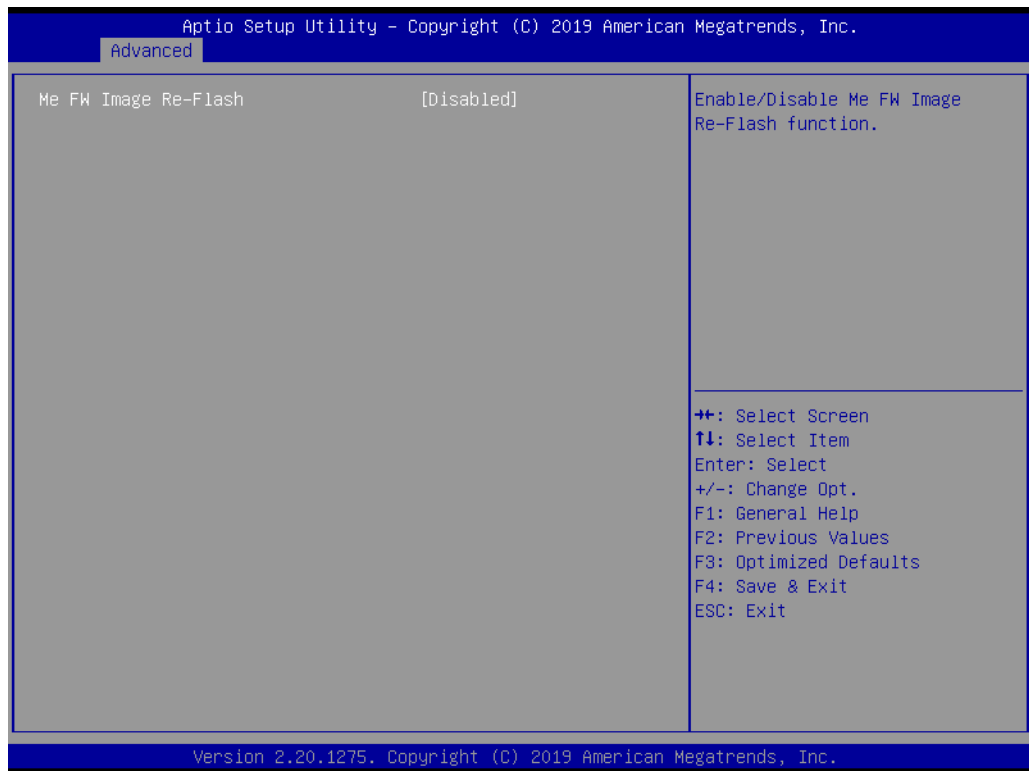 Aptio Setup Utility – Copyright (C) 2019 American Megatrends, Inc.
Advanced
Me FW Image Re-Flash [Disabled]
Enable/Disable Me FW Image
Re-Flash function.
→←: Select Screen
↑↓: Select Item
Enter: Select
+/-: Change Opt.
F1: General Help
F2: Previous Values
F3: Optimized Defaults
F4: Save & Exit
ESC: Exit
Version 2.20.1275. Copyright (C) 2019 American Megatrends, Inc.